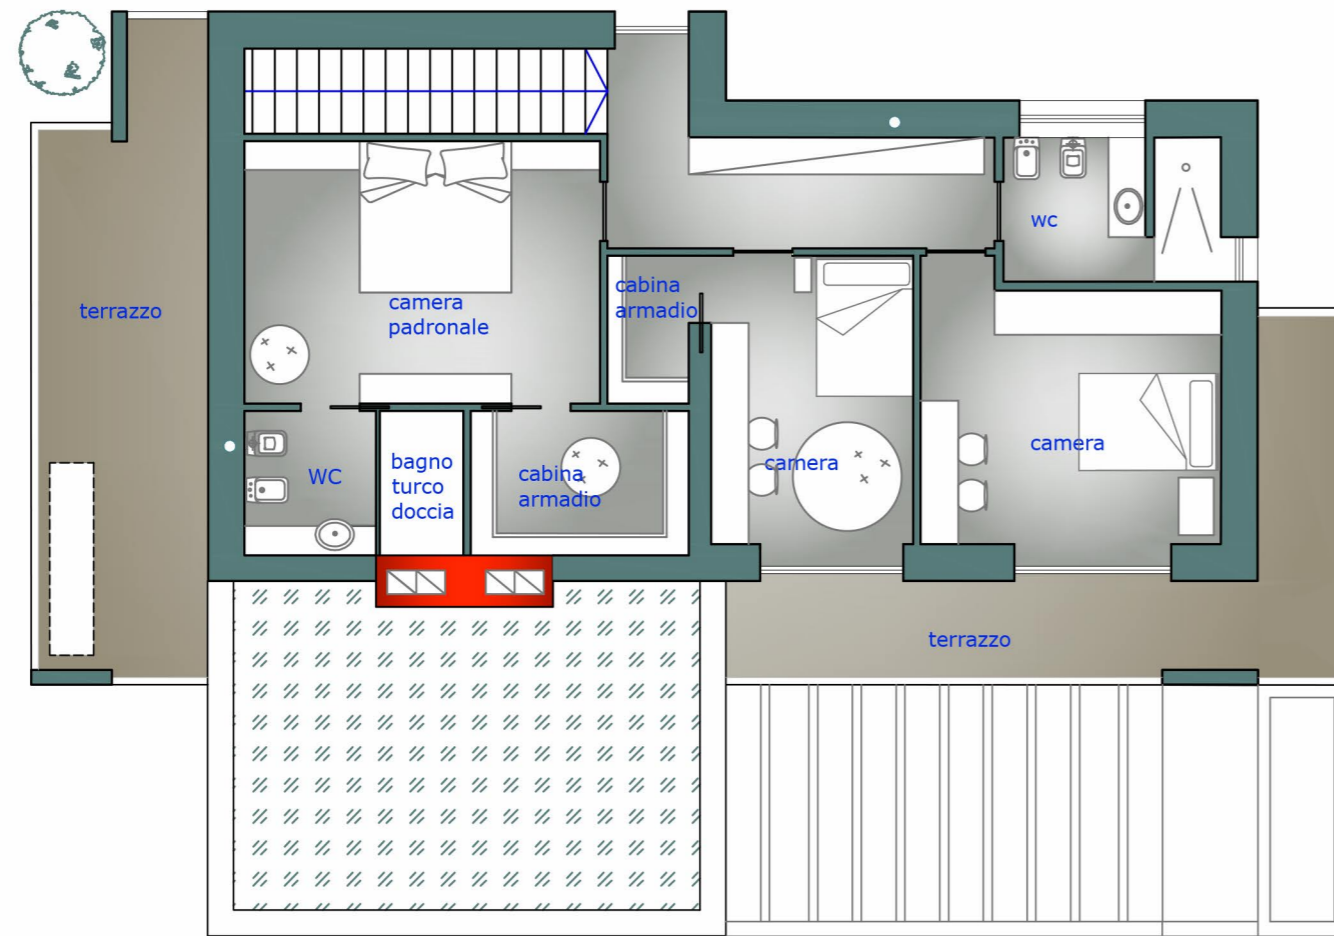 wc
cabina
armadio
camera
padronale
terrazzo
camera
camera
bagno
turco
doccia
WC
cabina
armadio
terrazzo